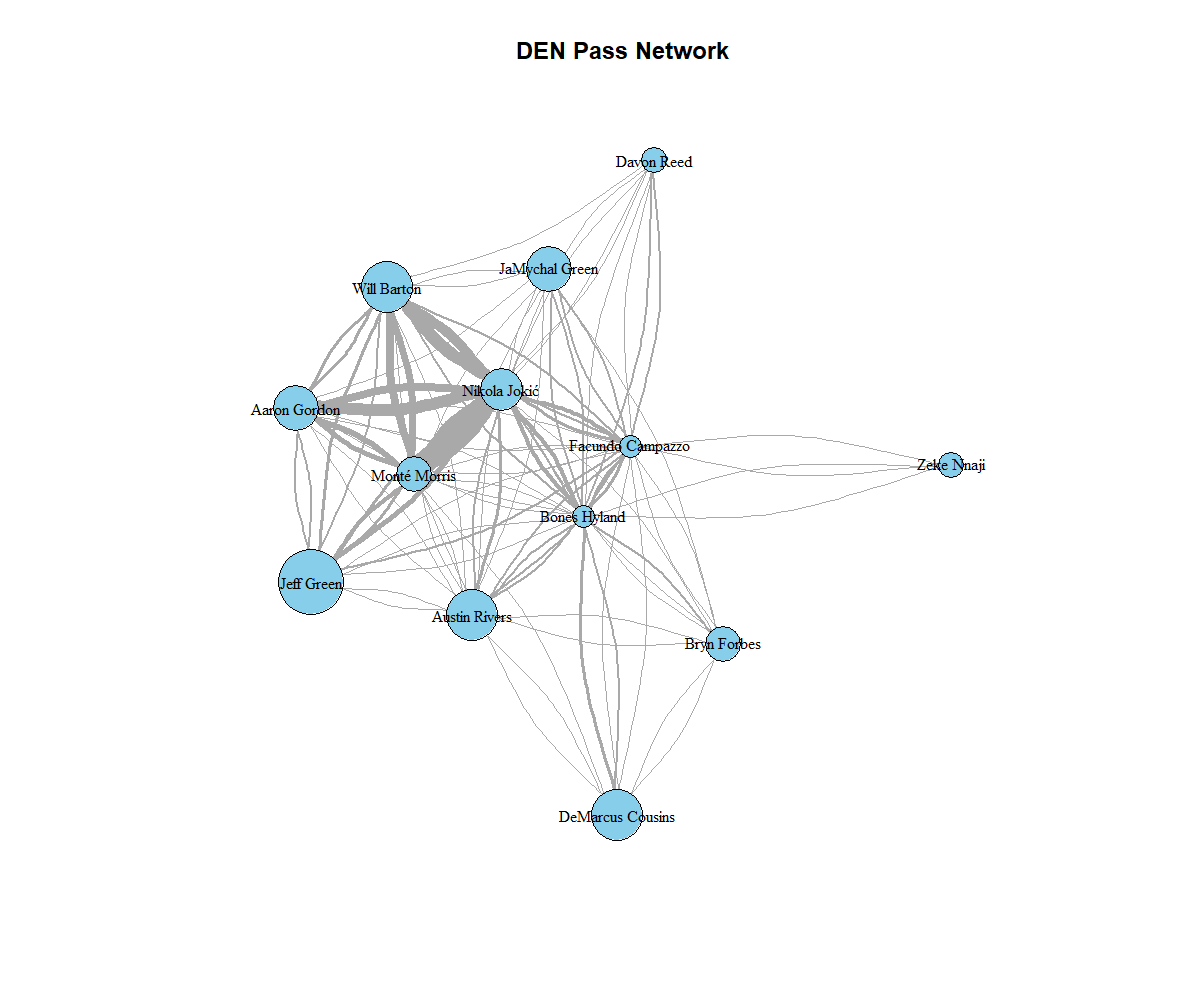 DEN Pass Network
Davon Reed
JaMychal Green
Will Barton
Nikola Jokić
Aaron Gordon
Facundo Campazzo
Zeke Nnaji
Monté Morris
Bones Hyland
Jeff Green
Austin Rivers
Bryn Forbes
DeMarcus Cousins